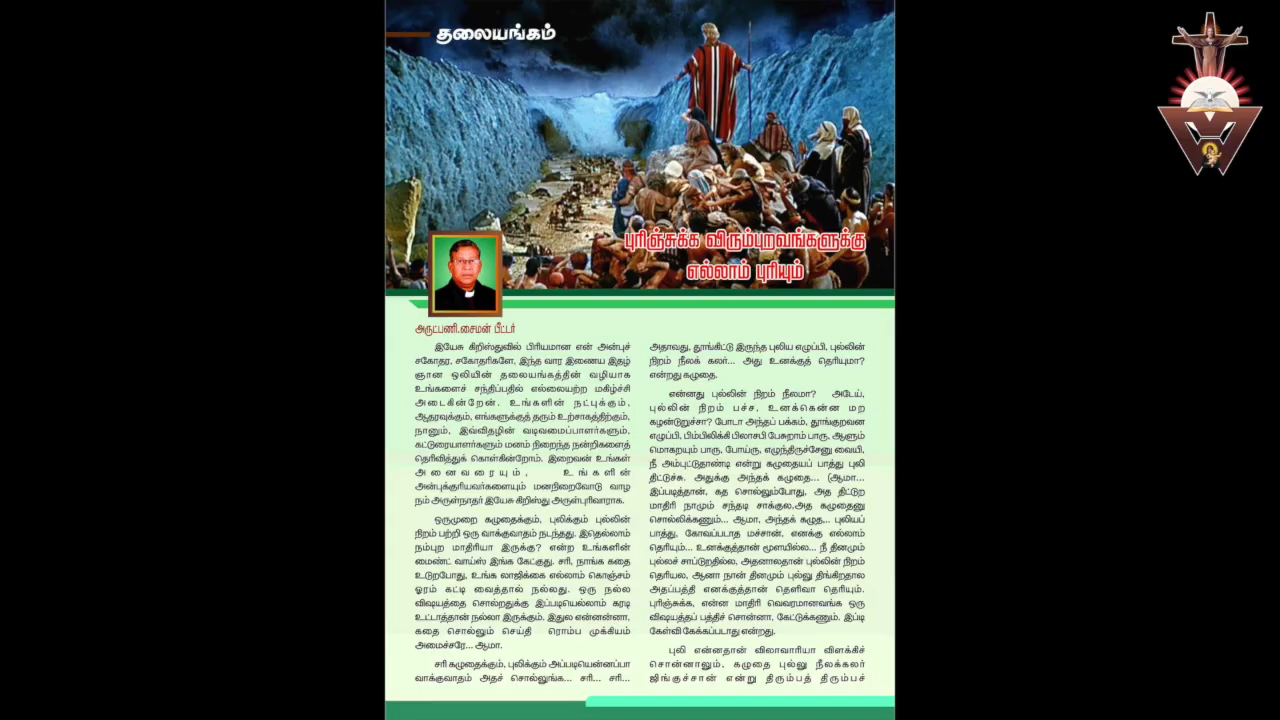 தலையங்கம்
புரிஞ்சுக்க விரும்புறவங்களுக்கு
எல்லாம் புரியும்
அருட்பணி.சைமன் பீட்டர்
இயேசு கிறிஸ்துவில் பிரியமான என் அன்புச்
சகோதர, சகோதரிகளே, இந்த வார இணைய இதழ்
ஞான ஒலியின் தலையங்கத்தின் வழியாக
உங்களைச் சந்திப்பதில் எல்லையற்ற மகிழ்ச்சி
அடைகின்றேன். உங்களின் நட்புக்கும்,
ஆதரவுக்கும், எங்களுக்குத் தரும் உற்சாகத்திற்கும்,
நானும், இவ்விதழின் வடிவமைப்பாளர்களும்,
கட்டுரையாளர்களும் மனம் நிறைந்த நன்றிகளைத்
தெரிவித்துக் கொள்கின்றோம். இறைவன் உங்கள்
அனைவரையும், உங்களின்
அன்புக்குரியவர்களையும் மனநிறைவோடு வாழ
நம் அருள்நாதர் இயேசு கிறிஸ்து அருள்புரிவாராக.
ஒருமுறை கழுதைக்கும், புலிக்கும் புல்லின்
நிறம் பற்றி ஒரு வாக்குவாதம் நடந்தது. இதெல்லாம்
நம்புற மாதிரியா இருக்கு? என்ற உங்களின்
மைண்ட் வாய்ஸ் இங்க கேட்குது. சரி, நாங்க கதை
உடுறபோது, உங்க லாஜிக்கை எல்லாம் கொஞ்சம்
ஓரம் கட்டி வைத்தால் நல்லது. ஒரு நல்ல
விஷயத்தை சொல்றதுக்கு இப்படியெல்லாம் கரடி
உட்டாத்தான் நல்லா இருக்கும். இதுல என்னன்னா,
கதை சொல்லும் செய்தி ரொம்ப முக்கியம்
அமைச்சரே... ஆமா.
சரி கழுதைக்கும், புலிக்கும் அப்படியென்னப்பா
வாக்குவாதம் அதச் சொல்லுங்க... சரி... சரி...
அதாவது, தூங்கிட்டு இருந்த புலிய எழுப்பி, புல்லின்
நிறம் நீலக் கலர்... அது உனக்குத் தெரியுமா?
என்றது கழுதை.
என்னது புல்லின் நிறம் நீலமா? அடேய்,
புல்லின் நிறம் பச்ச, உனக்கென்ன மற
கழன்டுறுச்சா? போடா அந்தப் பக்கம், தூங்குறவன
எழுப்பி, பிம்பிலிக்கி பிலாசபி பேசுறாம் பாரு, ஆளும்
மொகறயும் பாரு, போய்ரு, எழுந்திருச்சேனு வையி,
நீ அம்புட்டுதாண்டி என்று கழுதையப் பாத்து புலி
திட்டுச்சு. அதுக்கு அந்தக் கழுதை... (ஆமா...
இப்படித்தான், கத சொல்லும்போது, அத திட்டுற
மாதிரி நாமும் சந்தடி சாக்குல,அத கழுதைனு
சொல்லிக்கணும்... ஆமா, அந்தக் கழுத,.. புலியப்
பாத்து, கோவப்படாத மச்சான், எனக்கு எல்லாம்
தெரியும்... உனக்குத்தான் மூளயில்ல... நீ தினமும்
புல்லச் சாப்டுறதில்ல, அதனாலதான் புல்லின் நிறம்
தெரியல, ஆனா நான் தினமும் புல்லு திங்கிறதால
அதப்பத்தி எனக்குத்தான் தெளிவா தெரியும்.
புரிஞ்சுக்க, என்ன மாதிரி வெவரமானவங்க ஒரு
விஷயத்தப் பத்திச் சொன்னா, கேட்டுக்கணும். இப்டி
கேள்வி கேக்கப்படாது என்றது.
புலி என்னதான் விலாவாரியா விளக்கிச்
சொன்னாலும், கழுதை புல்லு நீலக்கலர்
ஜிங்குச்சான் என்று திரும்பத் திரும்பச்